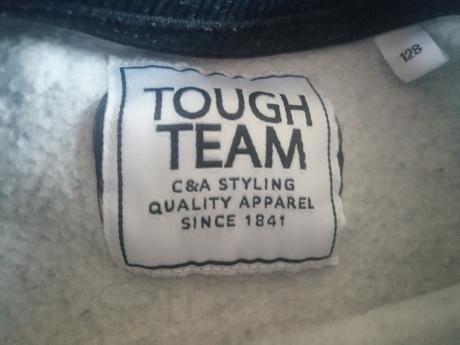 TOUGH
TEAM
C&A STYLING
QUALITY APPAREL
SINCE 1841
128